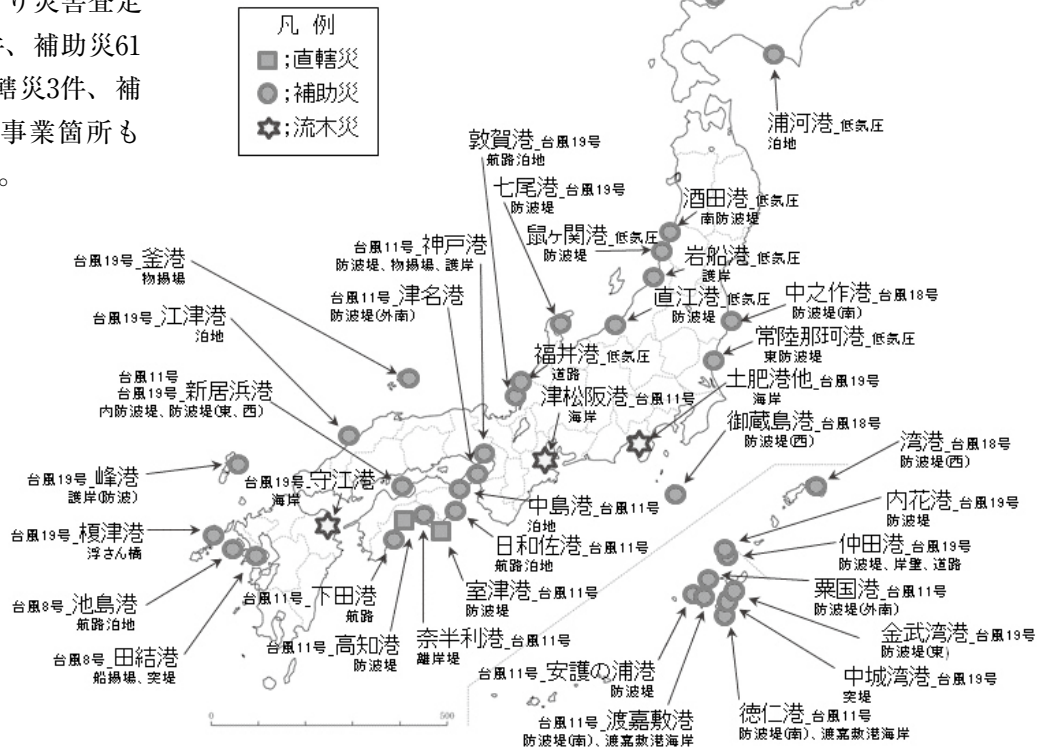 り災害査定
件、補助災61
轄災3件、補
事業箇所も
。
凡 例
;直轄災
;補助災
;流木災
浦河港_低気圧
泊地
敦賀港_台風19号
航路泊地
七尾港_台風19号
防波堤
酒田港_低気圧
南防波堤
鼠ヶ関港_低気圧
防波堤
岩船港_低気圧
護岸
台風19号_釜港
物揚場
台風11号_神戸港
防波堤、物揚場、護岸
台風11号_津名港
防波堤(外南)
直江港_低気圧
防波堤
中之作港_台風18号
防波堤(南)
台風19号_江津港
泊地
常陸那珂港_低気圧
東防波堤
福井港_低気圧
道路
土肥港他_台風19号
海岸
台風11号
台風19号_新居浜港
内防波堤、防波堤(東、西)
津松阪港_台風11号
海岸
御蔵島港_台風18号
防波堤(西)
湾港_台風18号
防波堤(西)
台風19号_峰港
護岸(防波)
台風19号_守江港
海岸
中島港_台風11号
泊地
内花港_台風19号
防波堤
台風19号_榎津港
浮さん橋
日和佐港_台風11号
航路泊地
仲田港_台風19号
防波堤、岸壁、道路
粟国港_台風11号
防波堤(外南)
台風8号_池島港
航路泊地
台風11号_下田港
航路
室津港_台風11号
防波堤
金武湾港_台風19号
防波堤(東)
台風8号_田結港
船揚場、突堤
台風11号_高知港
防波堤
奈半利港_台風11号
離岸堤
台風11号_安護の浦港
防波堤
中城湾港_台風19号
突堤
台風11号_渡嘉敷港
防波堤(南)、渡嘉敷港海岸
徳仁港_台風11号
防波堤(南)、渡嘉敷港海岸
0 500